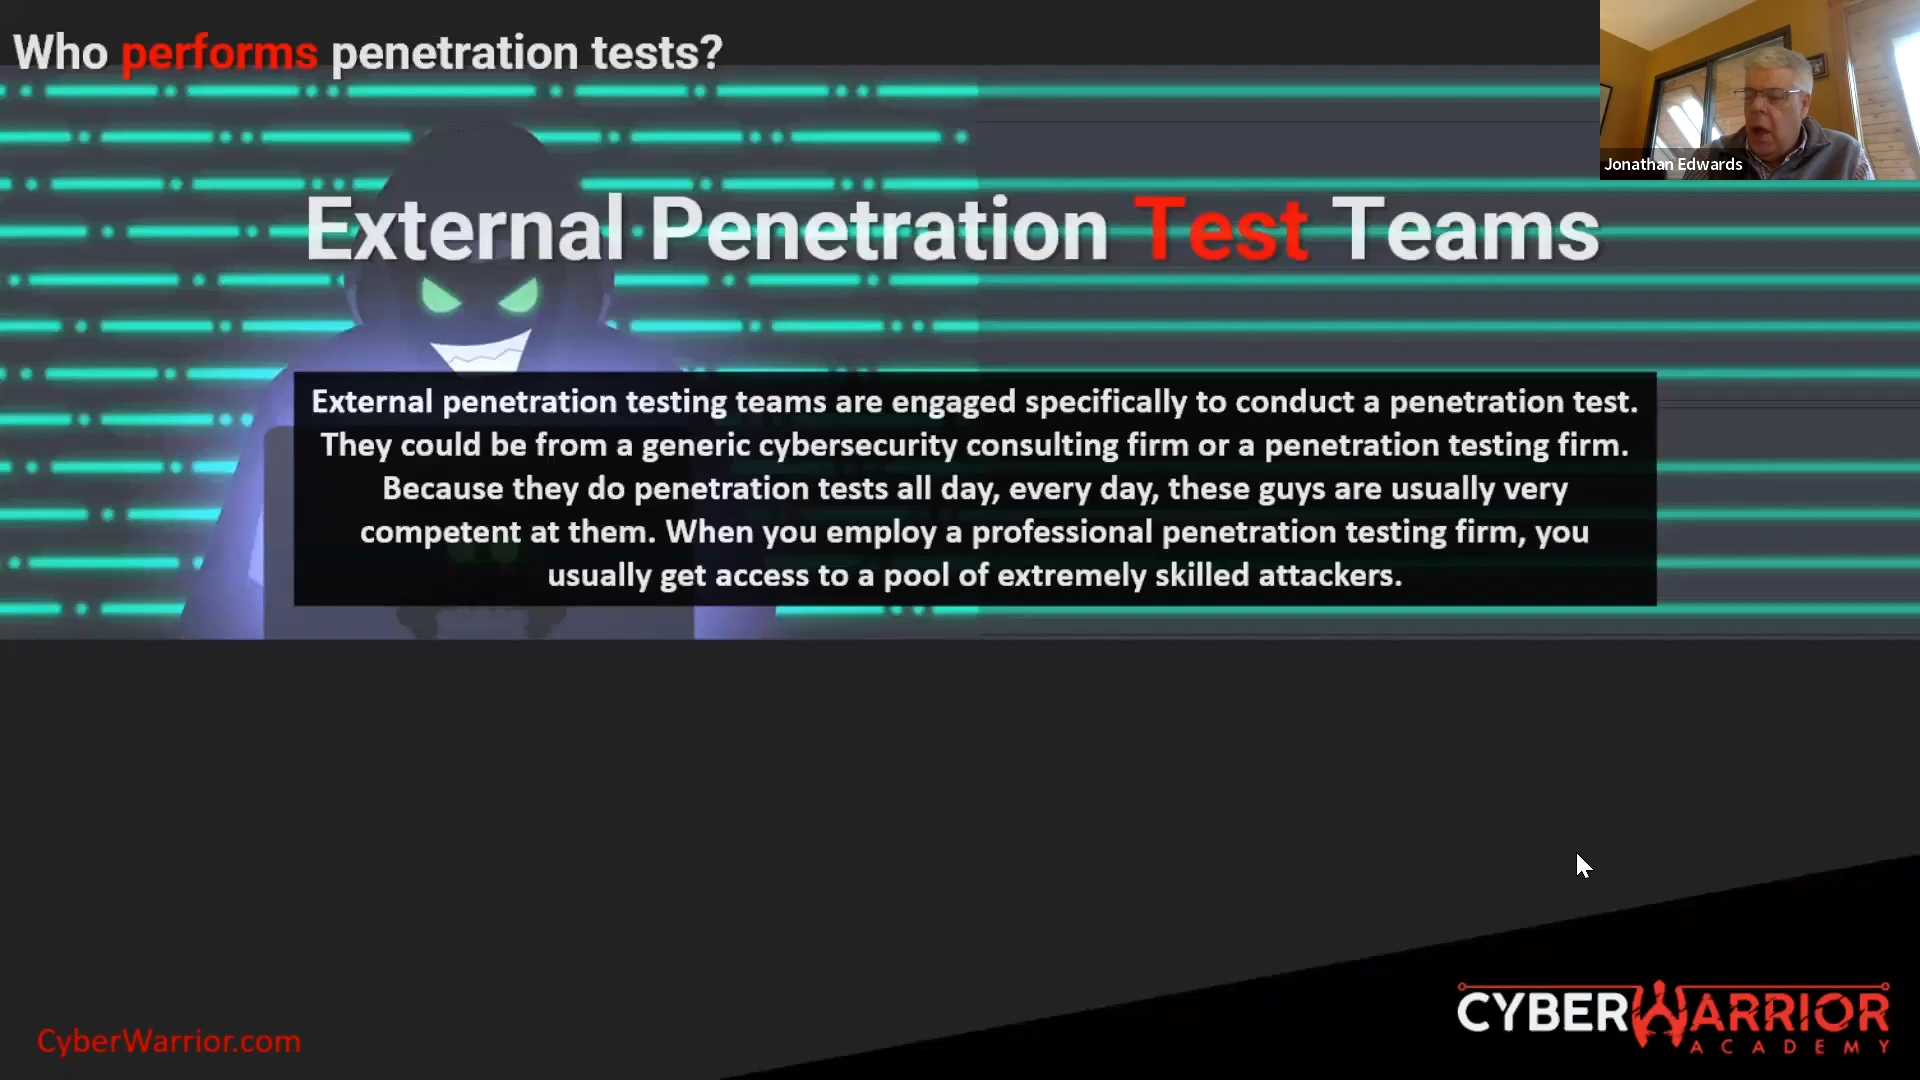 Who performs penetration tests?
Jonathan Edwards
External Penetration Test Teams
External penetration testing teams are engaged specifically to conduct a penetration test.
They could be from a generic cybersecurity consulting firm or a penetration testing firm.
Because they do penetration tests all day, every day, these guys are usually very
competent at them. When you employ a professional penetration testing firm, you
usually get access to a pool of extremely skilled attackers.
CyberWarrior.com
CYBERWARRIOR
ACADEMY